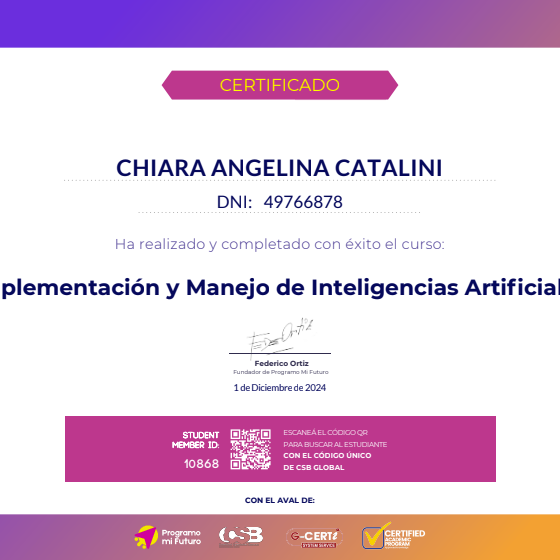 CERTIFICADO
CHIARA ANGELINA CATALINI
DNI: 49766878
Ha realizado y completado con éxito el curso:
plementación y Manejo de Inteligencias Artificial
Federico Ortiz
Fundador de Programo Mi Futuro
1 de Diciembre de 2024
STUDENT
MEMBER ID:
10868
ESCANEÁ EL CÓDIGO QR
PARA BUSCAR AL ESTUDIANTE
CON EL CÓDIGO ÚNICO
DE CSB GLOBAL
CON EL AVAL DE:
Programo
mi Futuro
CSB
G-CERTi
SYSTEM SERVICE
CERTIFIED
ACADEMIC
PROGRAM